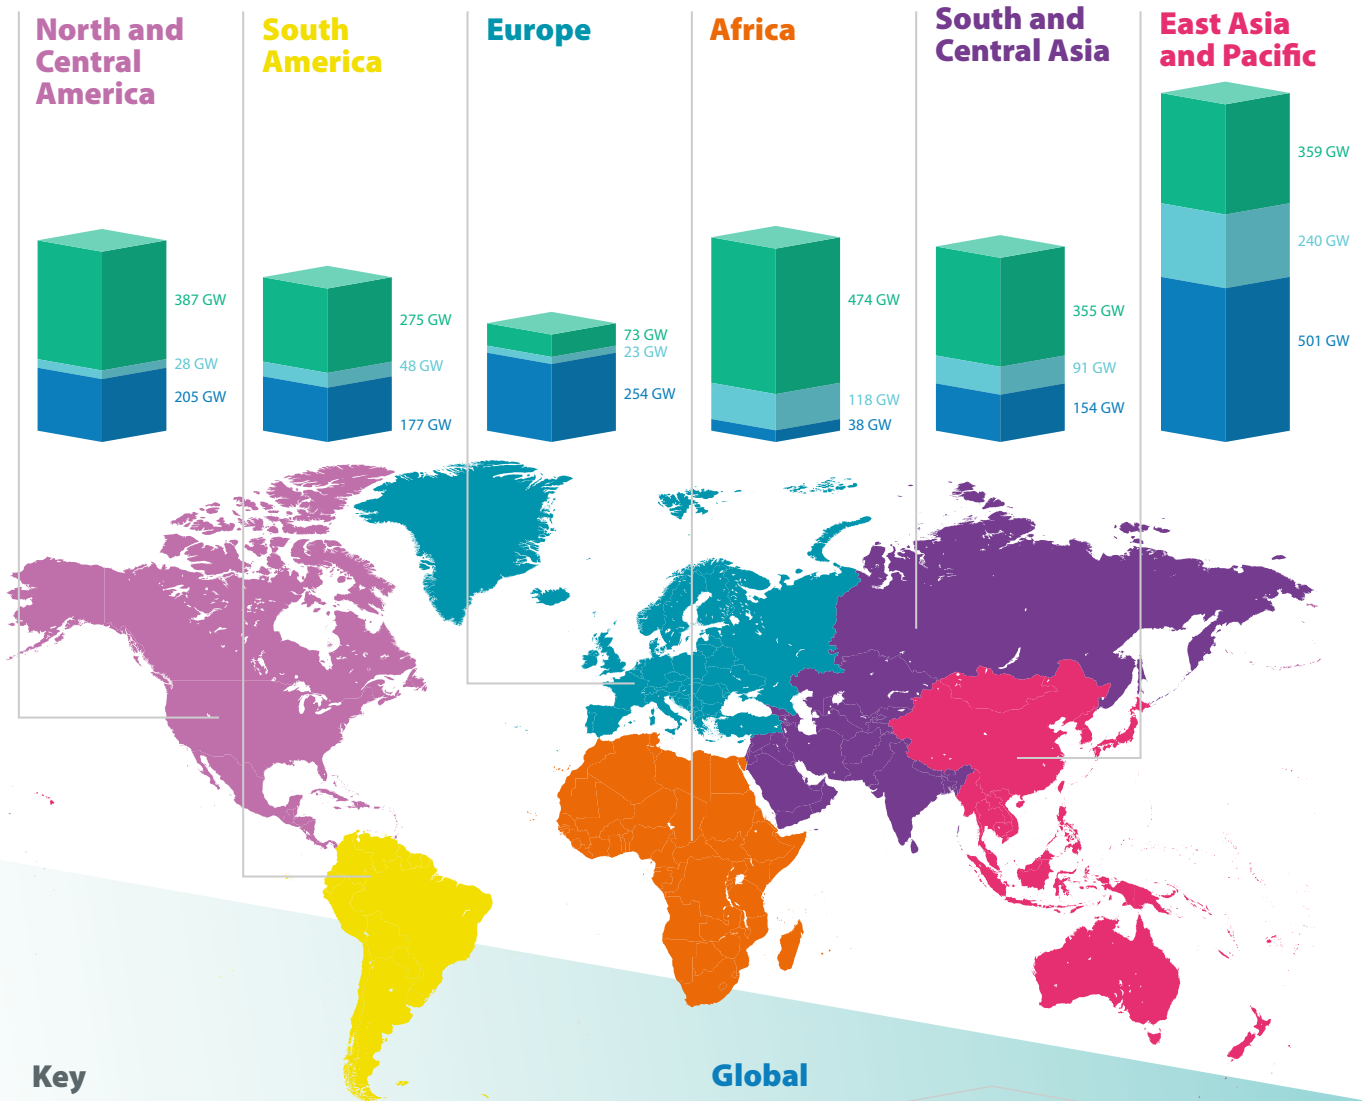 North and
Central
America
South
America
Europe
Africa
South and
Central Asia
East Asia
and Pacific
387 GW
28 GW
205 GW
275 GW
48 GW
177 GW
73 GW
23 GW
254 GW
474 GW
118 GW
38 GW
355 GW
91 GW
154 GW
359 GW
240 GW
501 GW
Key
Global